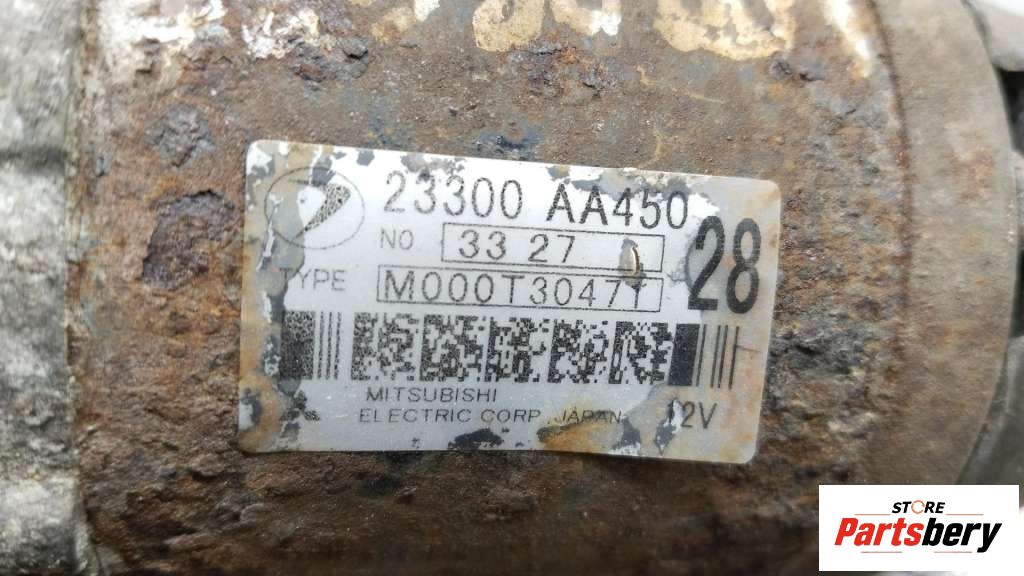 23300 AA450
NO 33 27
28
TYPE M000T30471
MITSUBISHI
ELECTRIC CORP. JAPAN 12V
STORE
Partsbery